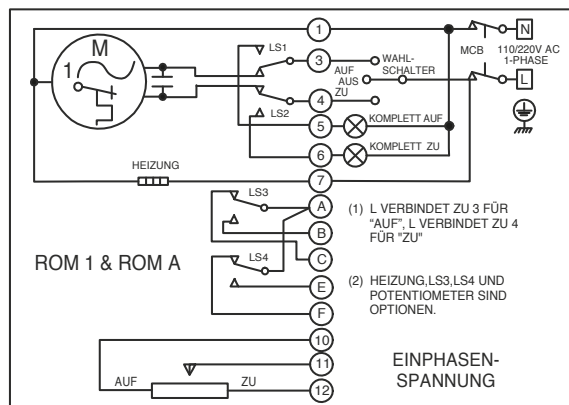 1
N
M
LS1
3
WAHL-
SCHALTER
MCB
110/220V AC
1-PHASE
1
AUF
AUS
ZU
L
4
LS2
5
KOMPLETT AUF
6
KOMPLETT ZU
HEIZUNG
7
LS3
A
(1) L VERBINDET ZU 3 FÜR
"AUF", L VERBINDET ZU 4
FÜR "ZU"
B
C
ROM 1 & ROM A
LS4
E
(2) HEIZUNG,LS3,LS4 UND
POTENTIOMETER SIND
OPTIONEN.
F
10
11
EINPHASEN-
SPANNUNG
AUF
ZU
12